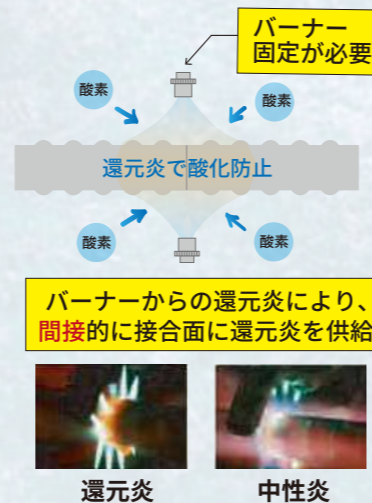 バーナー
固定が必要
酸素
酸素
還元炎で酸化防止
酸素
酸素
バーナーからの還元炎により、
間接的に接合面に還元炎を供給
還元炎
中性炎